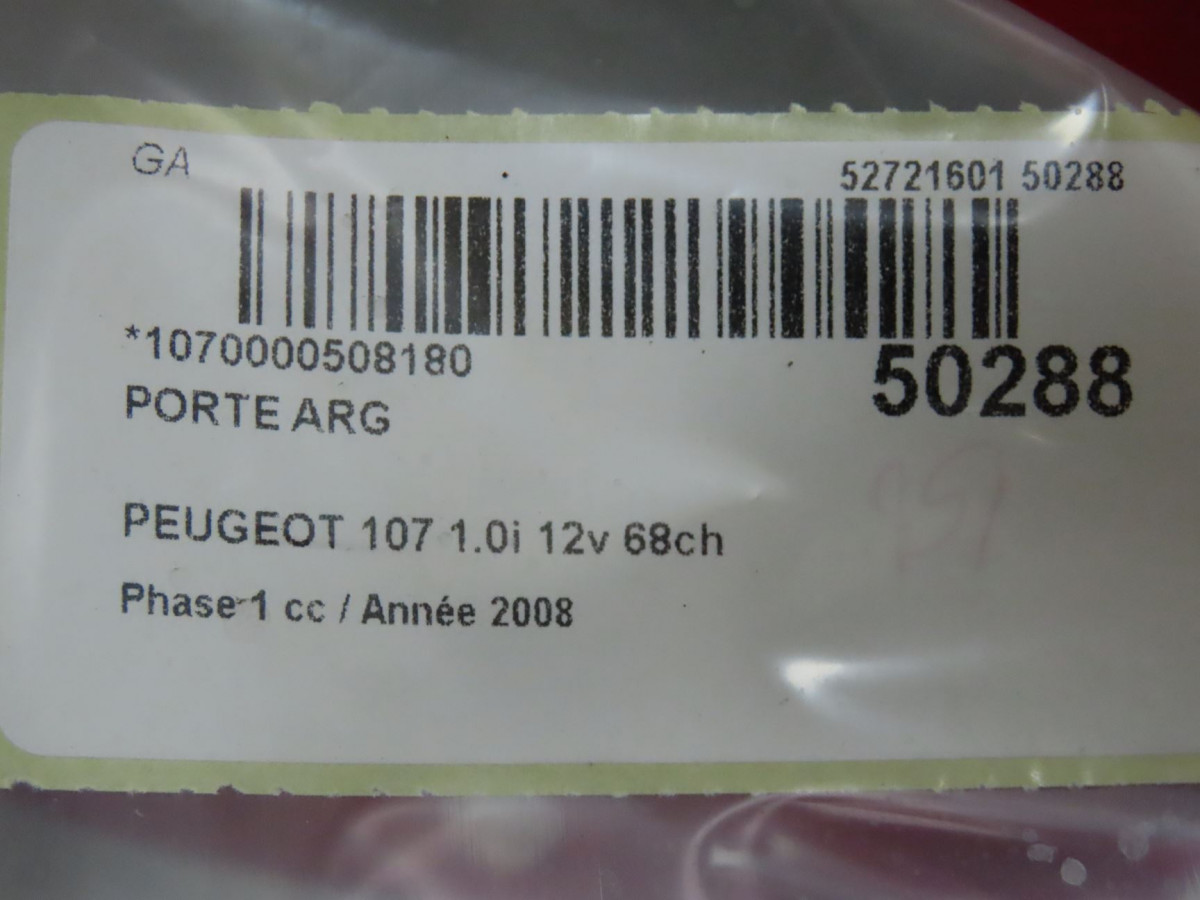 GA
52721601 50288
*1070000508180
50288
PORTE ARG
PEUGEOT 107 1.0i 12v 68ch
Phase 1 cc / Année 2008